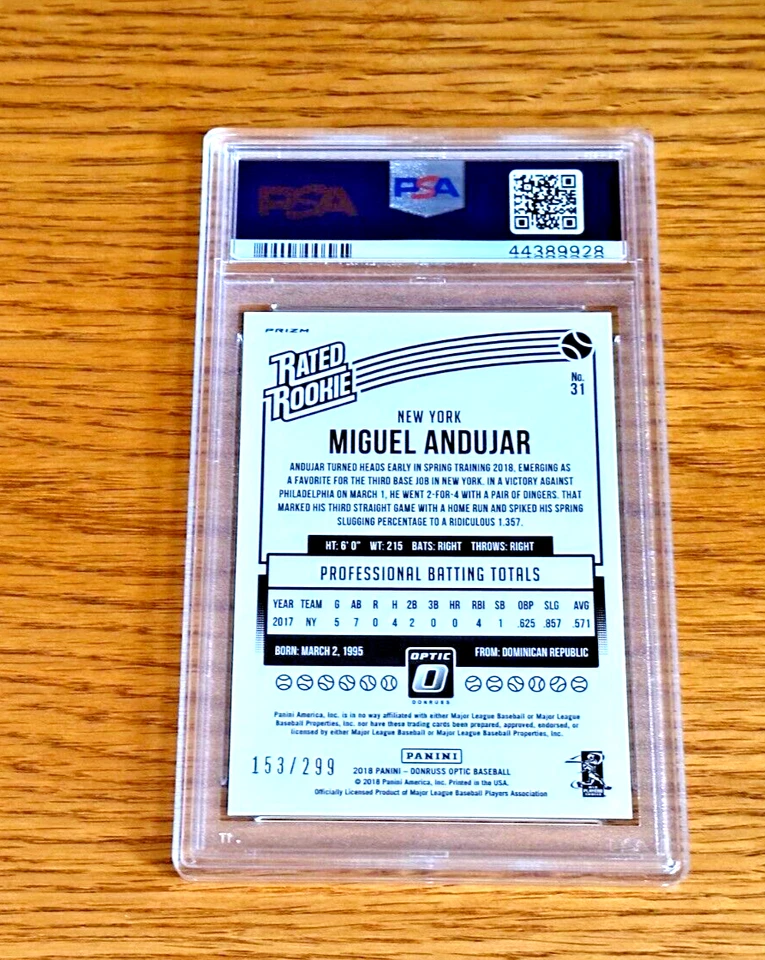 PSA
PSA
44389928
PRIZM
RATED
ROOKIE
No.
31
NEW YORK
MIGUEL ANDUJAR
ANDUJAR TURNED HEADS EARLY IN SPRING TRAINING 2018, EMERGING AS
A FAVORITE FOR THE THIRD BASE JOB IN NEW YORK. IN A VICTORY AGAINST
PHILADELPHIA ON MARCH 1, HE WENT 2-FOR-4 WITH A PAIR OF DINGERS. THAT
MARKED HIS THIRD STRAIGHT GAME WITH A HOME RUN AND SPIKED HIS SPRING
SLUGGING PERCENTAGE TO A RIDICULOUS 1.357.
HT: 6' 0" WT: 215 BATS: RIGHT THROWS: RIGHT
PROFESSIONAL BATTING TOTALS
YEAR TEAM G AB R H 2B 3B HR RBI SB OBP SLG AVG
2017 NY 5 7 0 4 2 0 0 4 1 .625 .857 .571
BORN: MARCH 2, 1995 FROM: DOMINICAN REPUBLIC
OPTIC
O
DONRUSS
Panini America, Inc. is in no way affiliated with either Major League Baseball or Major League
Baseball Properties, Inc. nor have these trading cards been prepared, approved, endorsed, or
licensed by either Major League Baseball or Major League Baseball Properties, Inc.
153/299
PANINI
2018 PANINI – DONRUSS OPTIC BASEBALL
© 2018 Panini America, Inc. Printed in the USA.
Officially Licensed Product of Major League Baseball Players Association